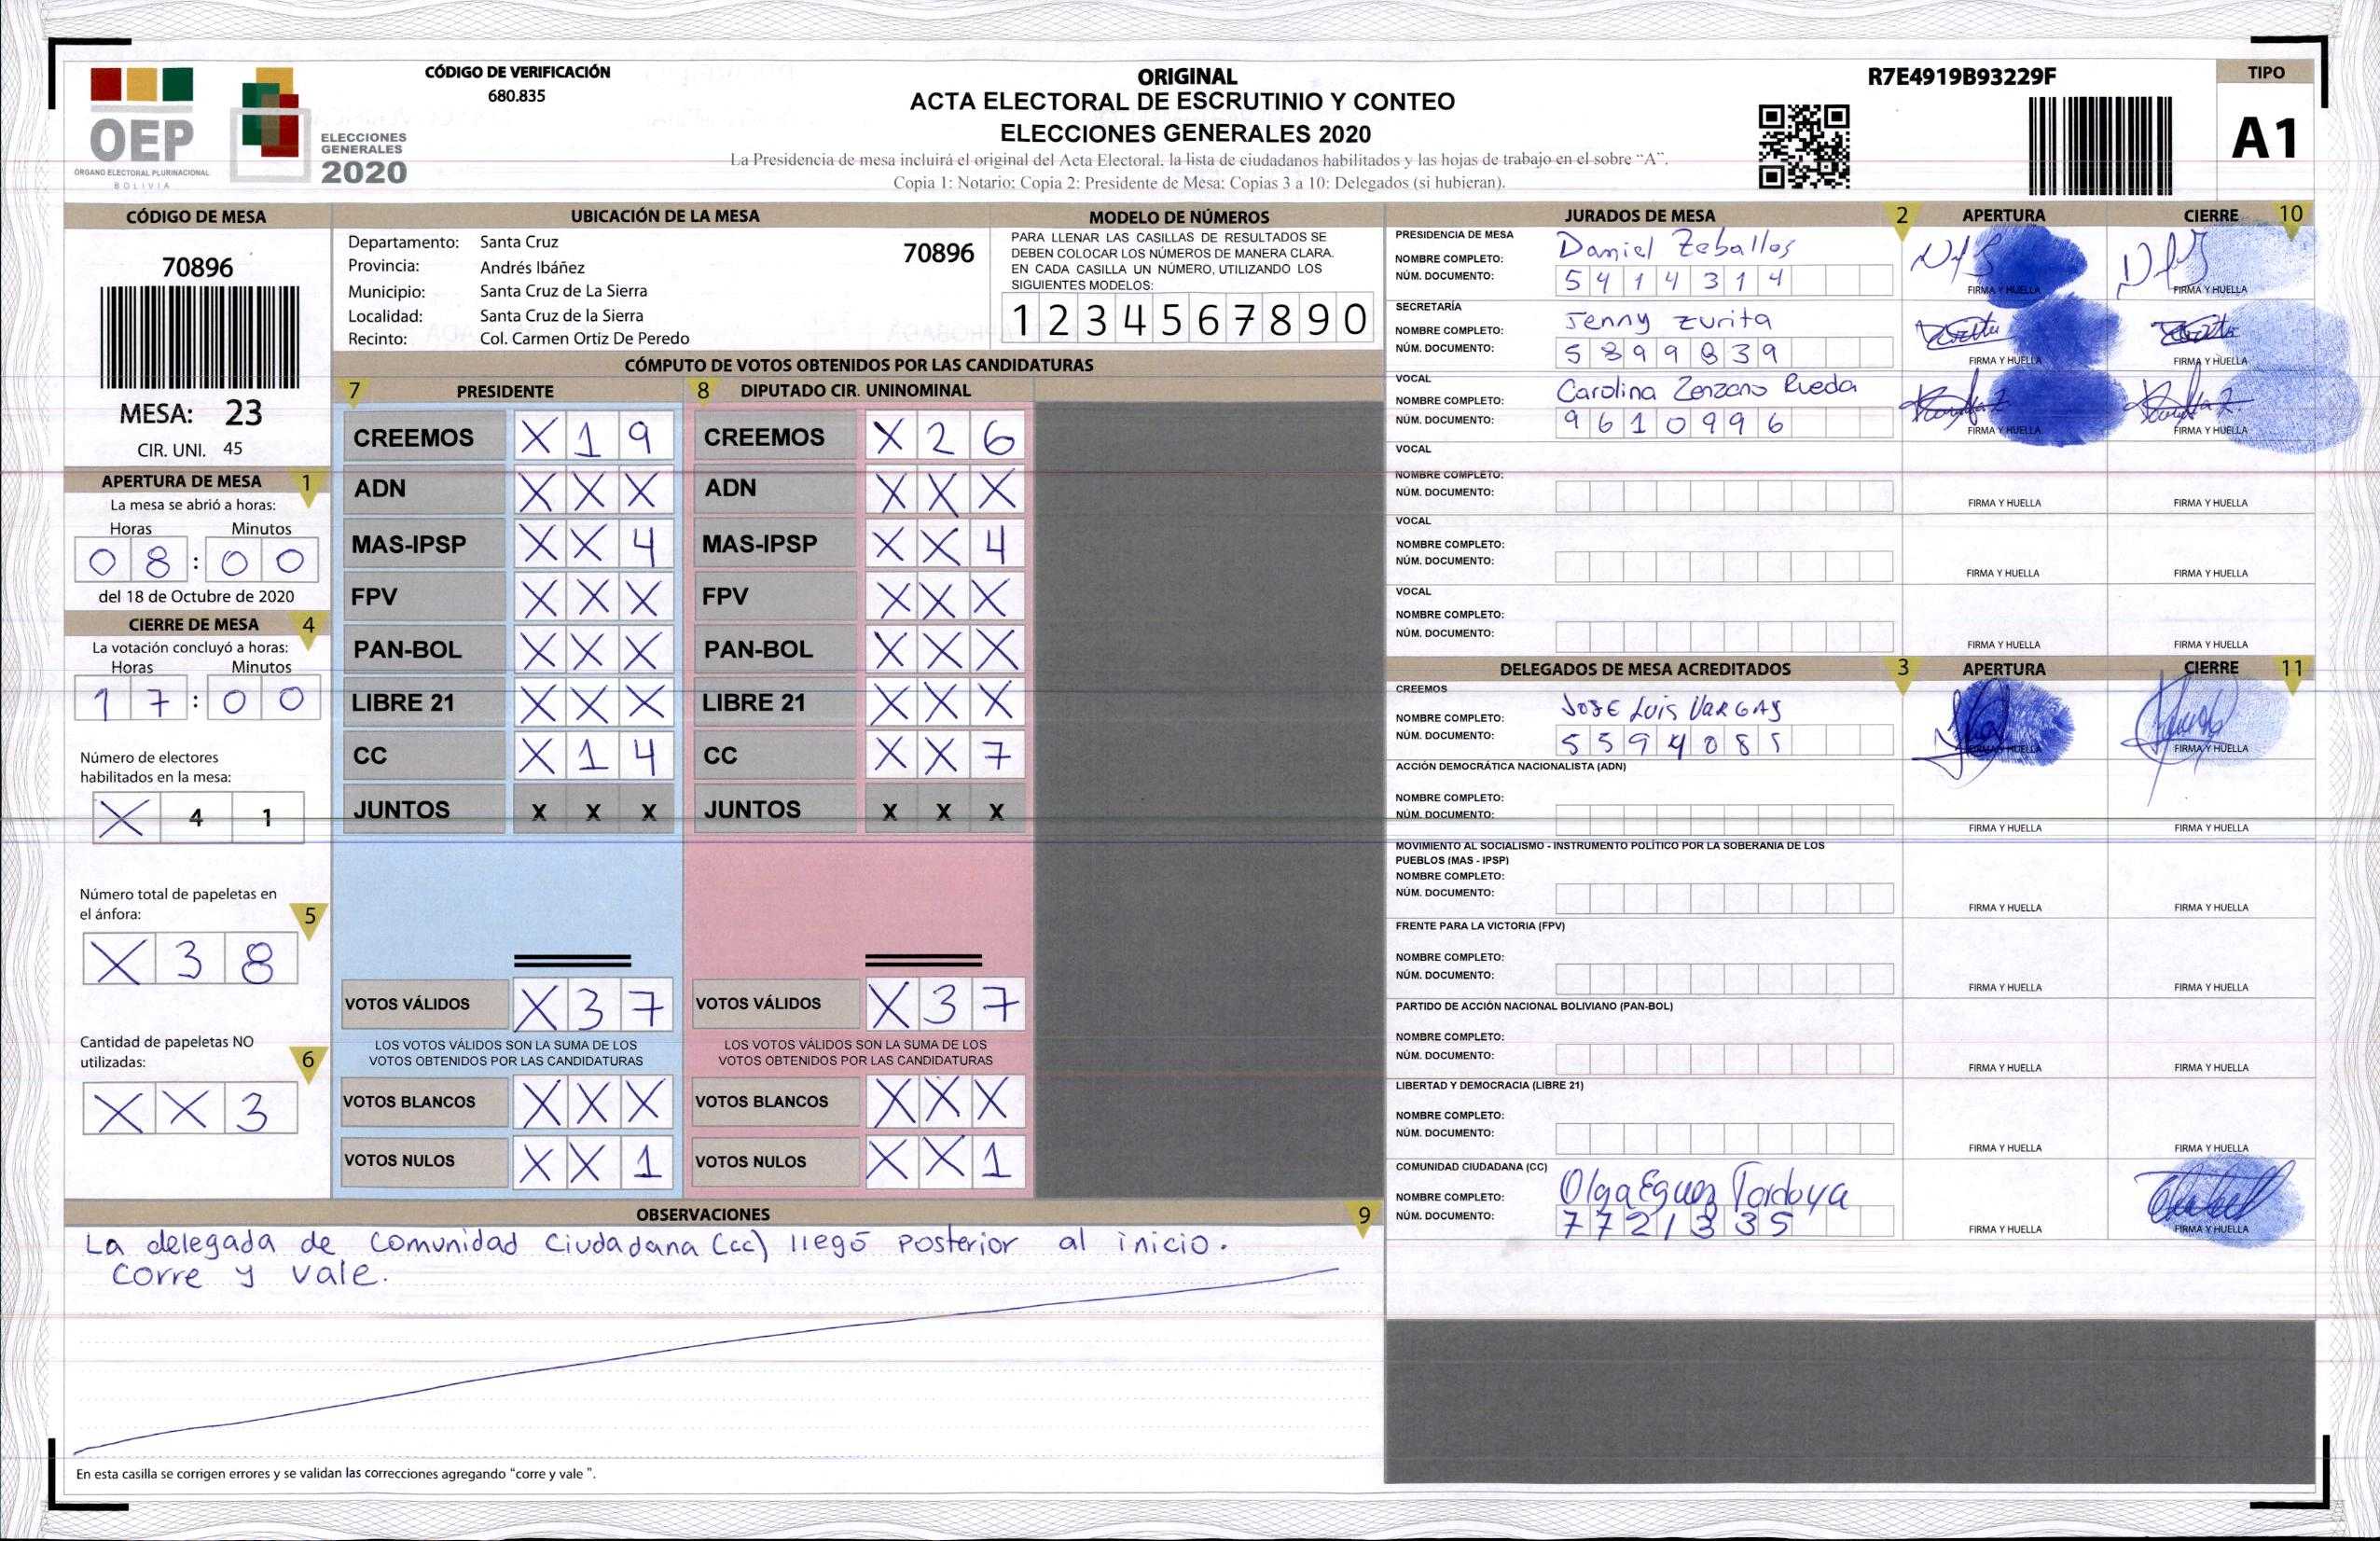 OEP
ÓRGANO ELECTORAL PLURINACIONAL
BOLIVIA
ELECCIONES
GENERALES
2020
CÓDIGO DE VERIFICACIÓN
680.835
ORIGINAL
ACTA ELECTORAL DE ESCRUTINIO Y CONTEO
ELECCIONES GENERALES 2020
La Presidencia de mesa incluirá el original del Acta Electoral, la lista de ciudadanos habilitados y las hojas de trabajo en el sobre “A”.
Copia 1: Notario; Copia 2: Presidente de Mesa; Copias 3 a 10: Delegados (si hubieran).
R7E4919B93229F
TIPO
A1
CÓDIGO DE MESA
70896
MESA: 23
CIR. UNI. 45
APERTURA DE MESA 1
La mesa se abrió a horas:
Horas Minutos
0 8 : 0 0
del 18 de Octubre de 2020
CIERRE DE MESA 4
La votación concluyó a horas:
Horas Minutos
1 7 : 0 0
Número de electores
habilitados en la mesa:
X 4 1
Número total de papeletas en
el ánfora: 5
X 3 8
Cantidad de papeletas NO
utilizadas: 6
X X 3
UBICACIÓN DE LA MESA
Departamento: Santa Cruz 70896
Provincia: Andrés Ibáñez
Municipio: Santa Cruz de La Sierra
Localidad: Santa Cruz de la Sierra
Recinto: Col. Carmen Ortiz De Peredo
MODELO DE NÚMEROS
PARA LLENAR LAS CASILLAS DE RESULTADOS SE
DEBEN COLOCAR LOS NÚMEROS DE MANERA CLARA.
EN CADA CASILLA UN NÚMERO, UTILIZANDO LOS
SIGUIENTES MODELOS:
1 2 3 4 5 6 7 8 9 0
CÓMPUTO DE VOTOS OBTENIDOS POR LAS CANDIDATURAS
7 PRESIDENTE
CREEMOS X 1 9
ADN X X X
MAS-IPSP X X 4
FPV X X X
PAN-BOL X X X
LIBRE 21 X X X
CC X 1 4
JUNTOS X X X
VOTOS VÁLIDOS X 3 7
LOS VOTOS VÁLIDOS SON LA SUMA DE LOS
VOTOS OBTENIDOS POR LAS CANDIDATURAS
VOTOS BLANCOS X X X
VOTOS NULOS X X 1
8 DIPUTADO CIR. UNINOMINAL
CREEMOS X 2 6
ADN X X X
MAS-IPSP X X 4
FPV X X X
PAN-BOL X X X
LIBRE 21 X X X
CC X X 7
JUNTOS X X X
VOTOS VÁLIDOS X 3 7
LOS VOTOS VÁLIDOS SON LA SUMA DE LOS
VOTOS OBTENIDOS POR LAS CANDIDATURAS
VOTOS BLANCOS X X X
VOTOS NULOS X X 1
OBSERVACIONES 9
La delegada de Comunidad Ciudadana (cc) llegó posterior al inicio.
Corre y vale.
En esta casilla se corrigen errores y se validan las correcciones agregando “corre y vale ”.
JURADOS DE MESA 2 APERTURA CIERRE 10
PRESIDENCIA DE MESA
NOMBRE COMPLETO: Daniel Zeballos
NÚM. DOCUMENTO: 5 4 1 4 3 1 4
FIRMA Y HUELLA FIRMA Y HUELLA
SECRETARÍA
NOMBRE COMPLETO: Jenny Zurita
NÚM. DOCUMENTO: 5 8 9 9 8 3 9
FIRMA Y HUELLA FIRMA Y HUELLA
VOCAL
NOMBRE COMPLETO: Carolina Zenzano Rueda
NÚM. DOCUMENTO: 9 6 1 0 9 9 6
FIRMA Y HUELLA FIRMA Y HUELLA
VOCAL
NOMBRE COMPLETO:
NÚM. DOCUMENTO:
FIRMA Y HUELLA FIRMA Y HUELLA
VOCAL
NOMBRE COMPLETO:
NÚM. DOCUMENTO:
FIRMA Y HUELLA FIRMA Y HUELLA
VOCAL
NOMBRE COMPLETO:
NÚM. DOCUMENTO:
FIRMA Y HUELLA FIRMA Y HUELLA
DELEGADOS DE MESA ACREDITADOS 3 APERTURA CIERRE 11
CREEMOS
NOMBRE COMPLETO: JOSE LUIS VARGAS
NÚM. DOCUMENTO: 5 5 9 4 0 8 5
FIRMA Y HUELLA FIRMA Y HUELLA
ACCIÓN DEMOCRÁTICA NACIONALISTA (ADN)
NOMBRE COMPLETO:
NÚM. DOCUMENTO:
FIRMA Y HUELLA FIRMA Y HUELLA
MOVIMIENTO AL SOCIALISMO - INSTRUMENTO POLÍTICO POR LA SOBERANÍA DE LOS
PUEBLOS (MAS - IPSP)
NOMBRE COMPLETO:
NÚM. DOCUMENTO:
FIRMA Y HUELLA FIRMA Y HUELLA
FRENTE PARA LA VICTORIA (FPV)
NOMBRE COMPLETO:
NÚM. DOCUMENTO:
FIRMA Y HUELLA FIRMA Y HUELLA
PARTIDO DE ACCIÓN NACIONAL BOLIVIANO (PAN-BOL)
NOMBRE COMPLETO:
NÚM. DOCUMENTO:
FIRMA Y HUELLA FIRMA Y HUELLA
LIBERTAD Y DEMOCRACIA (LIBRE 21)
NOMBRE COMPLETO:
NÚM. DOCUMENTO:
FIRMA Y HUELLA FIRMA Y HUELLA
COMUNIDAD CIUDADANA (CC)
NOMBRE COMPLETO: Olga Eguez Tordoya
NÚM. DOCUMENTO: 7 7 2 1 3 3 5
FIRMA Y HUELLA FIRMA Y HUELLA